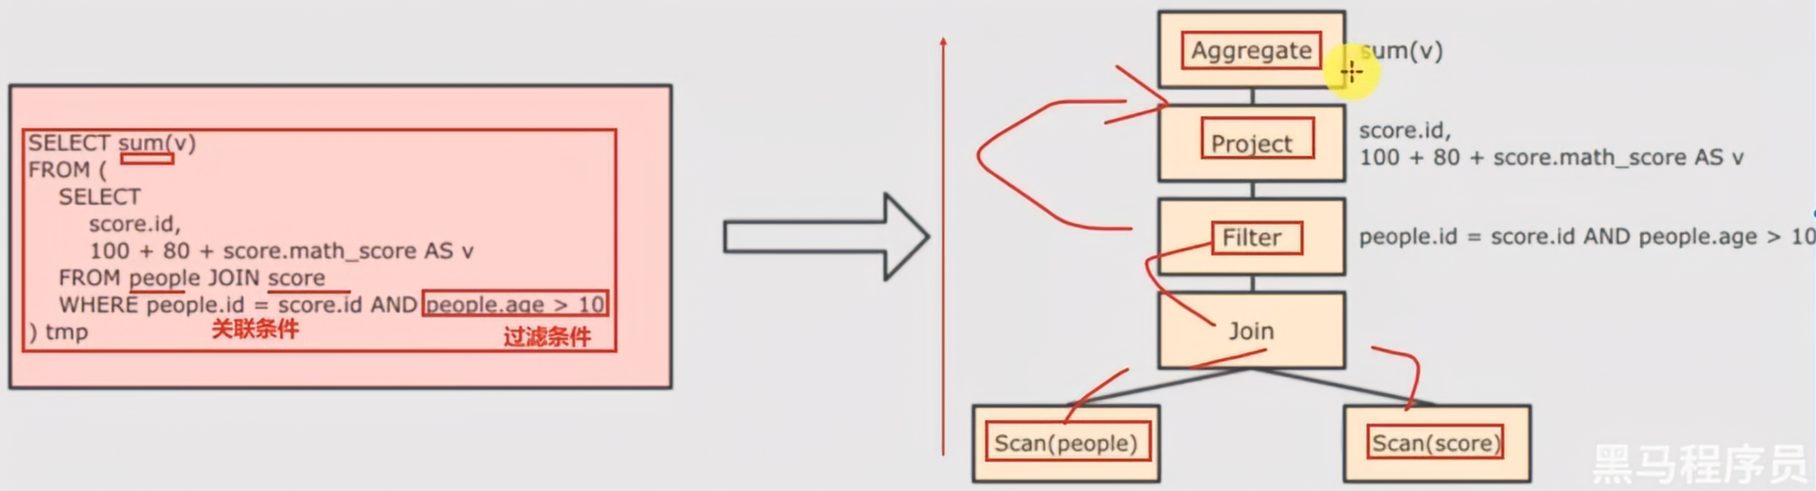 SELECT sum(v)
FROM (
SELECT
score.id,
100 + 80 + score.math_score AS v
FROM people JOIN score
WHERE people.id = score.id AND people.age > 10
) tmp
关联条件
过滤条件
Aggregate
sum(v)
Project
score.id,
100 + 80 + score.math_score AS v
Filter
people.id = score.id AND people.age > 10
Join
Scan(people)
Scan(score)
黑马程序员